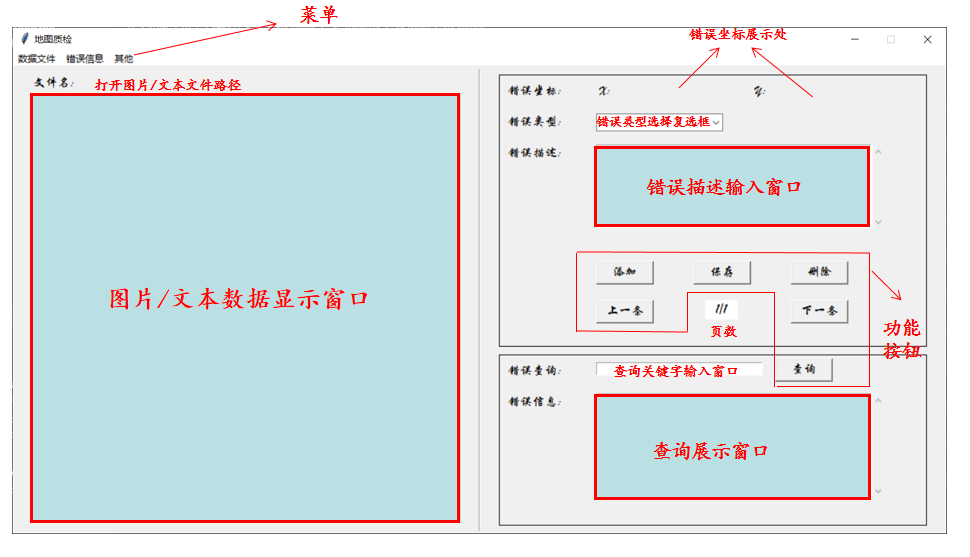 菜单
地图质检
数据文件 错误信息 其他
文件名: 打开图片/文本文件路径
错误坐标展示处
错误坐标: X: Y:
错误类型: 错误类型选择复选框
错误描述:
错误描述输入窗口
图片/文本数据显示窗口
添加 保存 删除
上一条 1/1 下一条
页数
功能
按钮
错误查询: 查询关键字输入窗口 查询
错误信息:
查询展示窗口